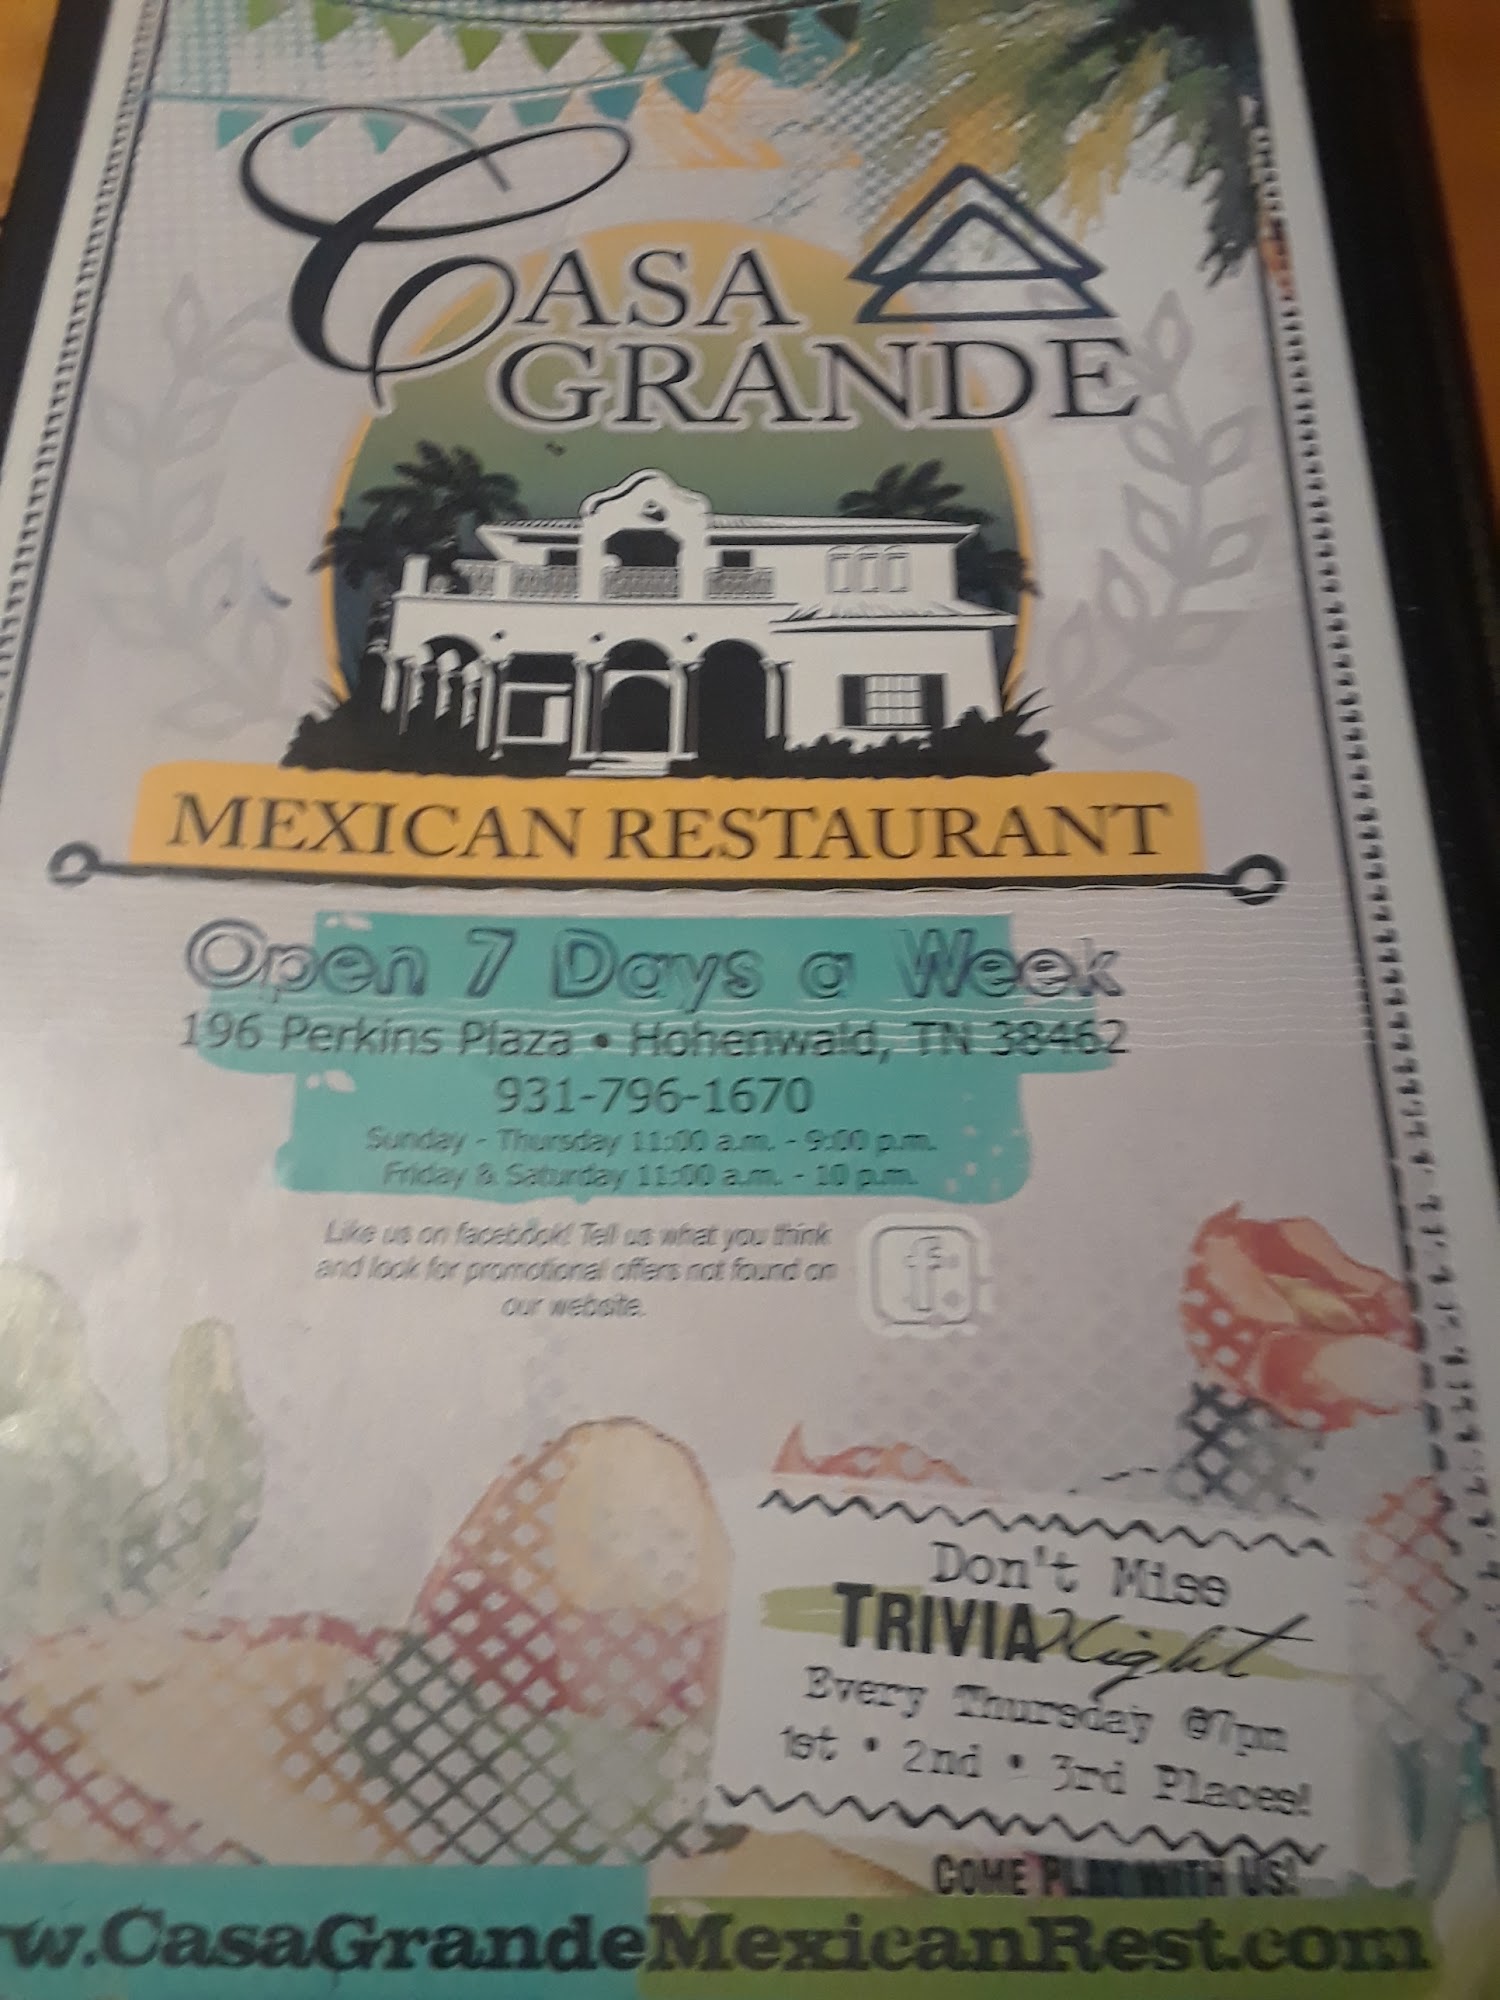 CASA
GRANDE
MEXICAN RESTAURANT
Open 7 Days a Week
196 Perkins Plaza • Hohenwald, TN 38462
931-796-1670
Sunday - Thursday 11:00 a.m. - 9:00 p.m.
Friday & Saturday 11:00 a.m. - 10 p.m.
Like us on facebook! Tell us what you think
and look for promotional offers not found on
our website.
f
Don't Miss
TRIVIA Night
Every Thursday @7pm
1st • 2nd • 3rd Places!
COME PLAY WITH US!
w.CasaGrandeMexicanRest.com